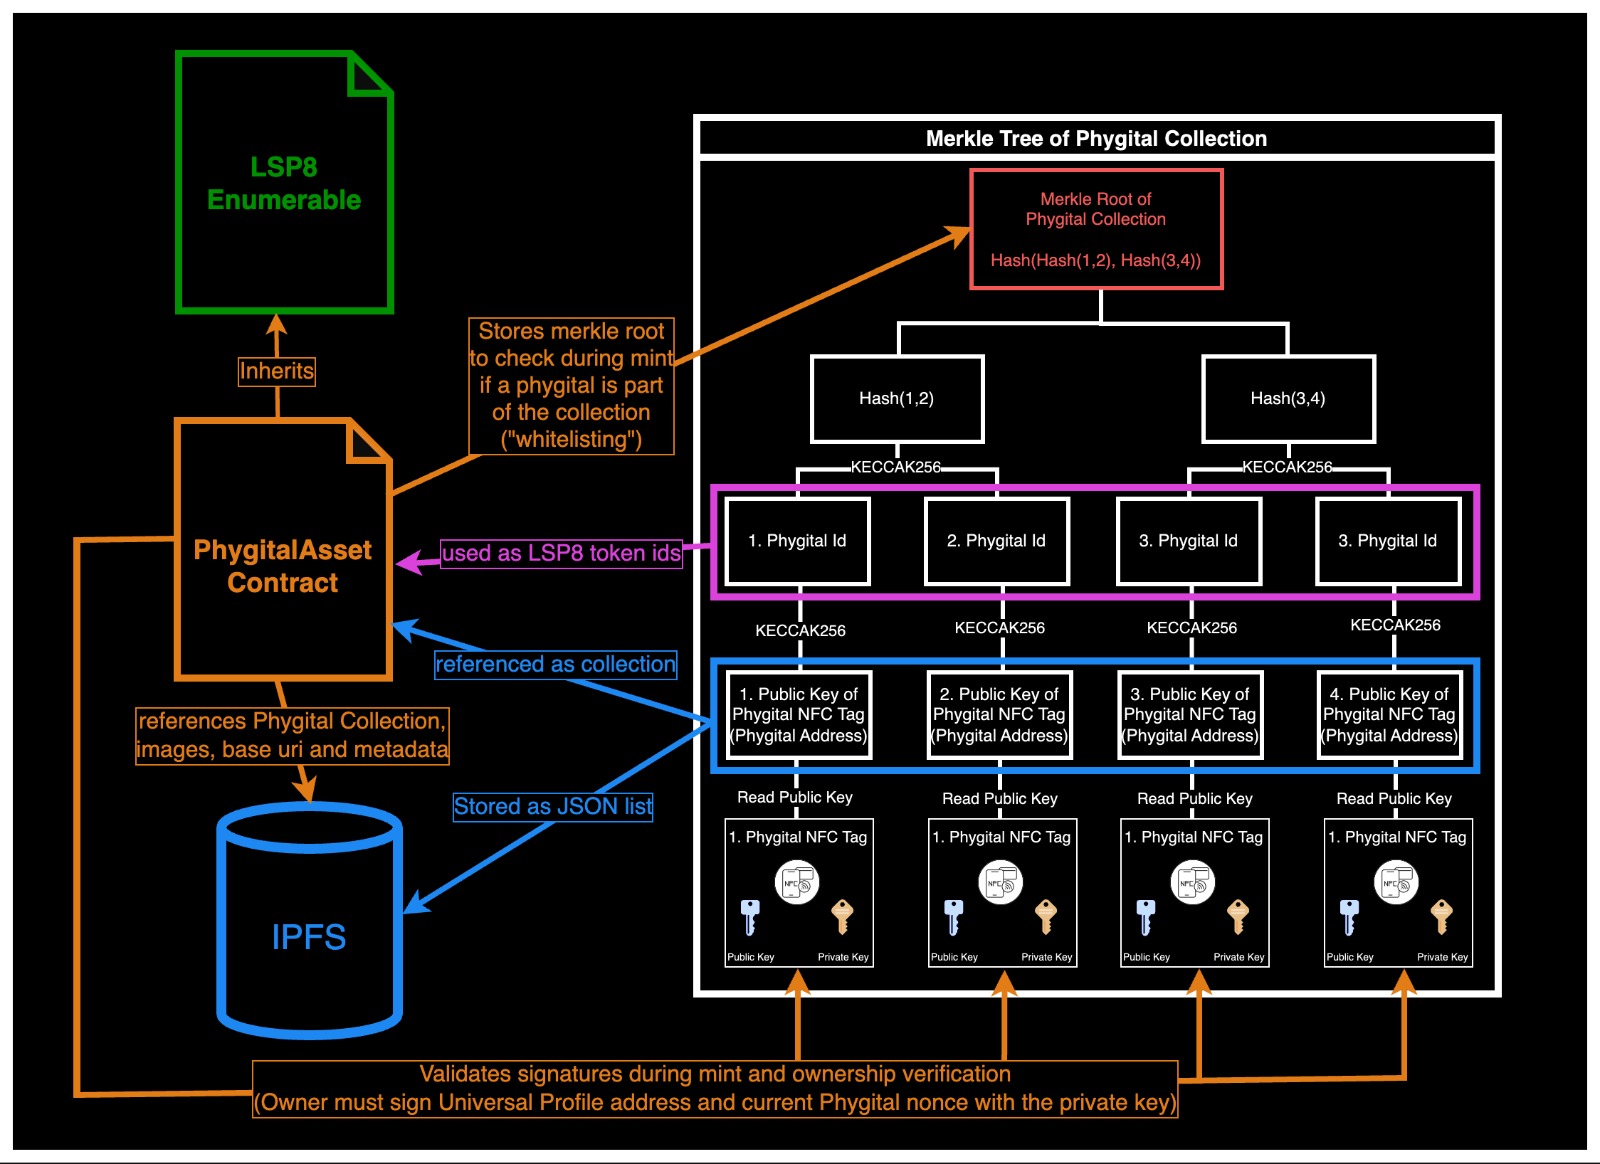 LSP8
Enumerable
Inherits
PhygitalAsset
Contract
references Phygital Collection,
images, base uri and metadata
IPFS
Stores merkle root
to check during mint
if a phygital is part
of the collection
("whitelisting")
used as LSP8 token ids
referenced as collection
Stored as JSON list
Merkle Tree of Phygital Collection
Merkle Root of
Phygital Collection
Hash(Hash(1,2), Hash(3,4))
Hash(1,2)
Hash(3,4)
KECCAK256
KECCAK256
1. Phygital Id
2. Phygital Id
3. Phygital Id
3. Phygital Id
KECCAK256
KECCAK256
KECCAK256
KECCAK256
1. Public Key of
Phygital NFC Tag
(Phygital Address)
2. Public Key of
Phygital NFC Tag
(Phygital Address)
3. Public Key of
Phygital NFC Tag
(Phygital Address)
4. Public Key of
Phygital NFC Tag
(Phygital Address)
Read Public Key
Read Public Key
Read Public Key
Read Public Key
1. Phygital NFC Tag
NFC
Public Key
Private Key
1. Phygital NFC Tag
NFC
Public Key
Private Key
1. Phygital NFC Tag
NFC
Public Key
Private Key
1. Phygital NFC Tag
NFC
Public Key
Private Key
Validates signatures during mint and ownership verification
(Owner must sign Universal Profile address and current Phygital nonce with the private key)